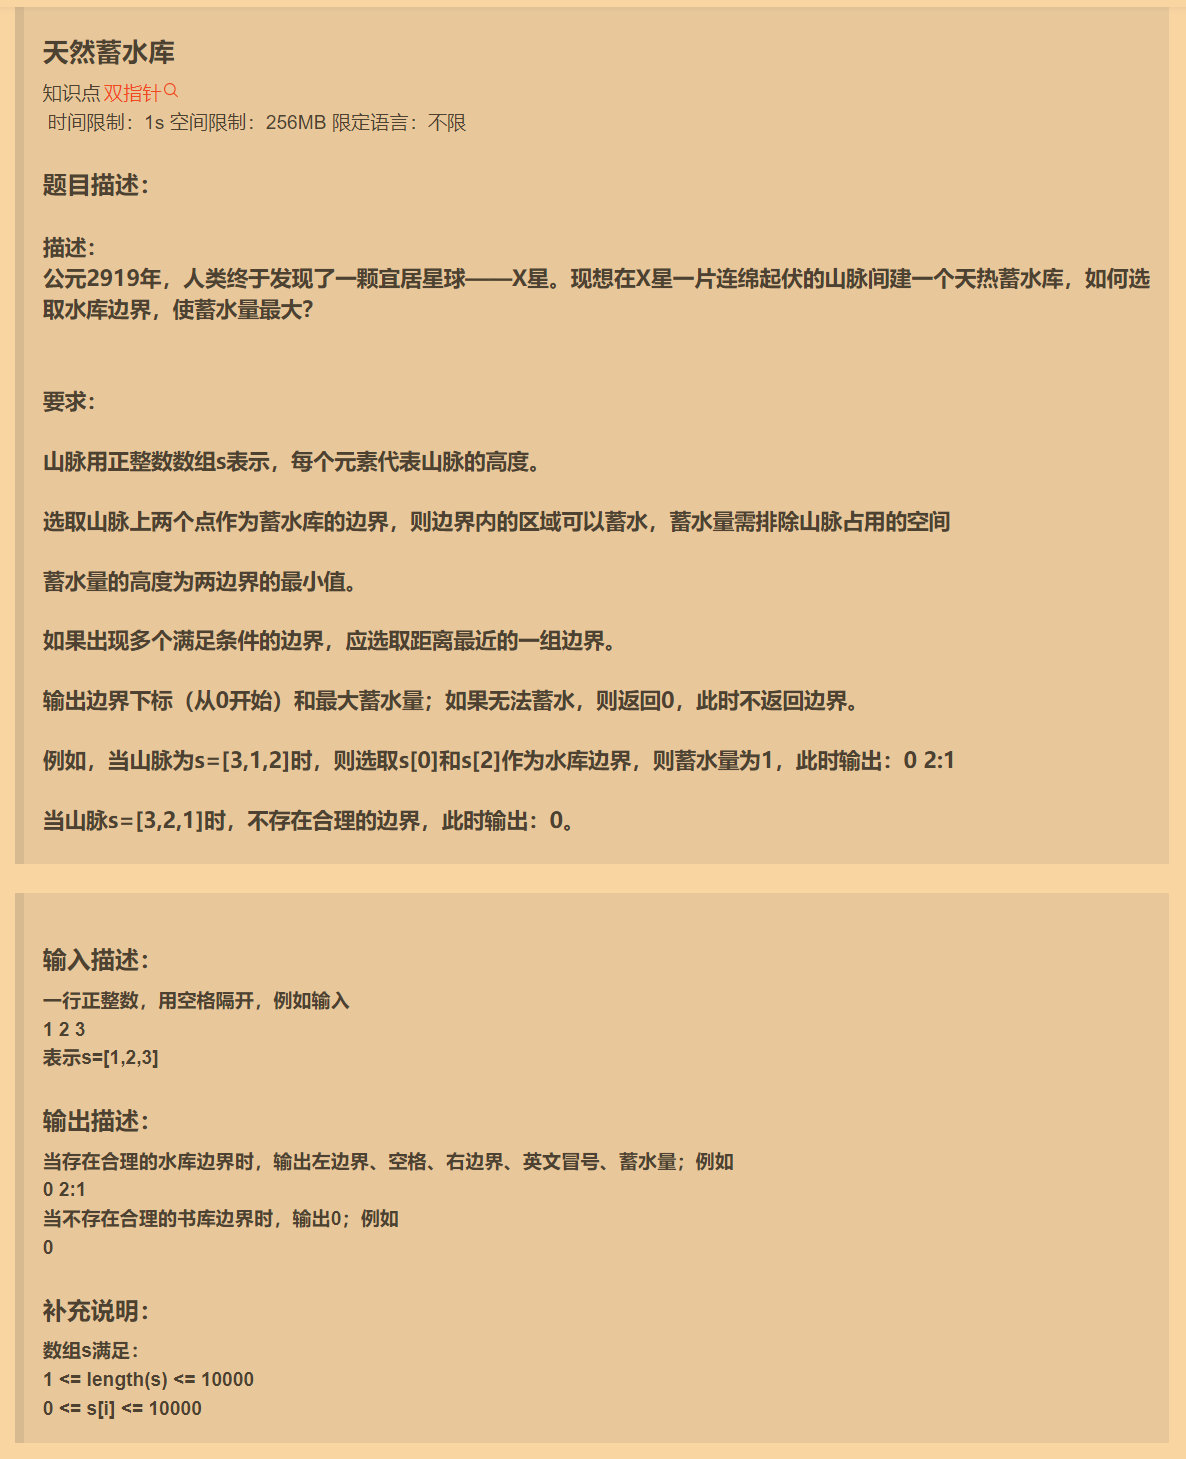 天然蓄水库
知识点双指针
时间限制：1s 空间限制：256MB 限定语言：不限
题目描述：
描述：
公元2919年，人类终于发现了一颗宜居星球——X星。现想在X星一片连绵起伏的山脉间建一个天热蓄水库，如何选
取水库边界，使蓄水量最大？
要求：
山脉用正整数数组s表示，每个元素代表山脉的高度。
选取山脉上两个点作为蓄水库的边界，则边界内的区域可以蓄水，蓄水量需排除山脉占用的空间
蓄水量的高度为两边界的最小值。
如果出现多个满足条件的边界，应选取距离最近的一组边界。
输出边界下标（从0开始）和最大蓄水量；如果无法蓄水，则返回0，此时不返回边界。
例如，当山脉为s=[3,1,2]时，则选取s[0]和s[2]作为水库边界，则蓄水量为1，此时输出：0 2:1
当山脉s=[3,2,1]时，不存在合理的边界，此时输出：0。
输入描述：
一行正整数，用空格隔开，例如输入
1 2 3
表示s=[1,2,3]
输出描述：
当存在合理的水库边界时，输出左边界、空格、右边界、英文冒号、蓄水量；例如
0 2:1
当不存在合理的书库边界时，输出0；例如
0
补充说明：
数组s满足：
1 <= length(s) <= 10000
0 <= s[i] <= 10000